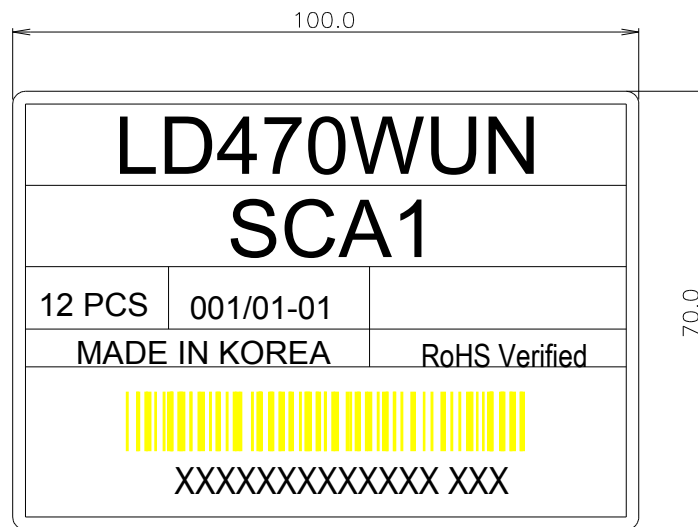 100.0
LD470WUN
SCA1
12 PCS 001/01-01
MADE IN KOREA RoHS Verified
XXXXXXXXXXXXX XXX
70.0